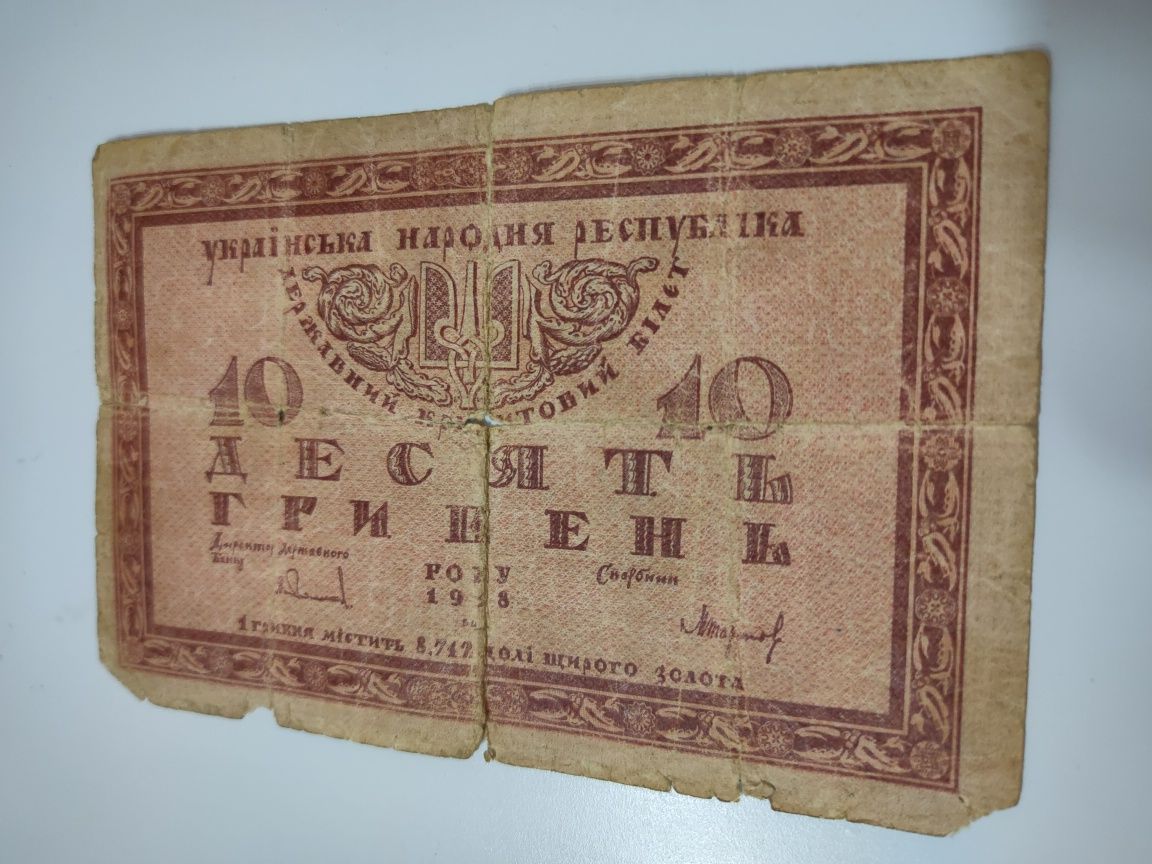 УКРАЇНСЬКА НАРОДНЯ РЕСПУБЛІКА
ДЕРЖАВНИЙ КРЕДИТОВИЙ БІЛЄТ
10 10
ДЕСЯТЬ
ГРИВЕНЬ
Директор Державного Скарбник
Банку
РОКУ
1918
1 гривня містить 8,712 долі щирого золота